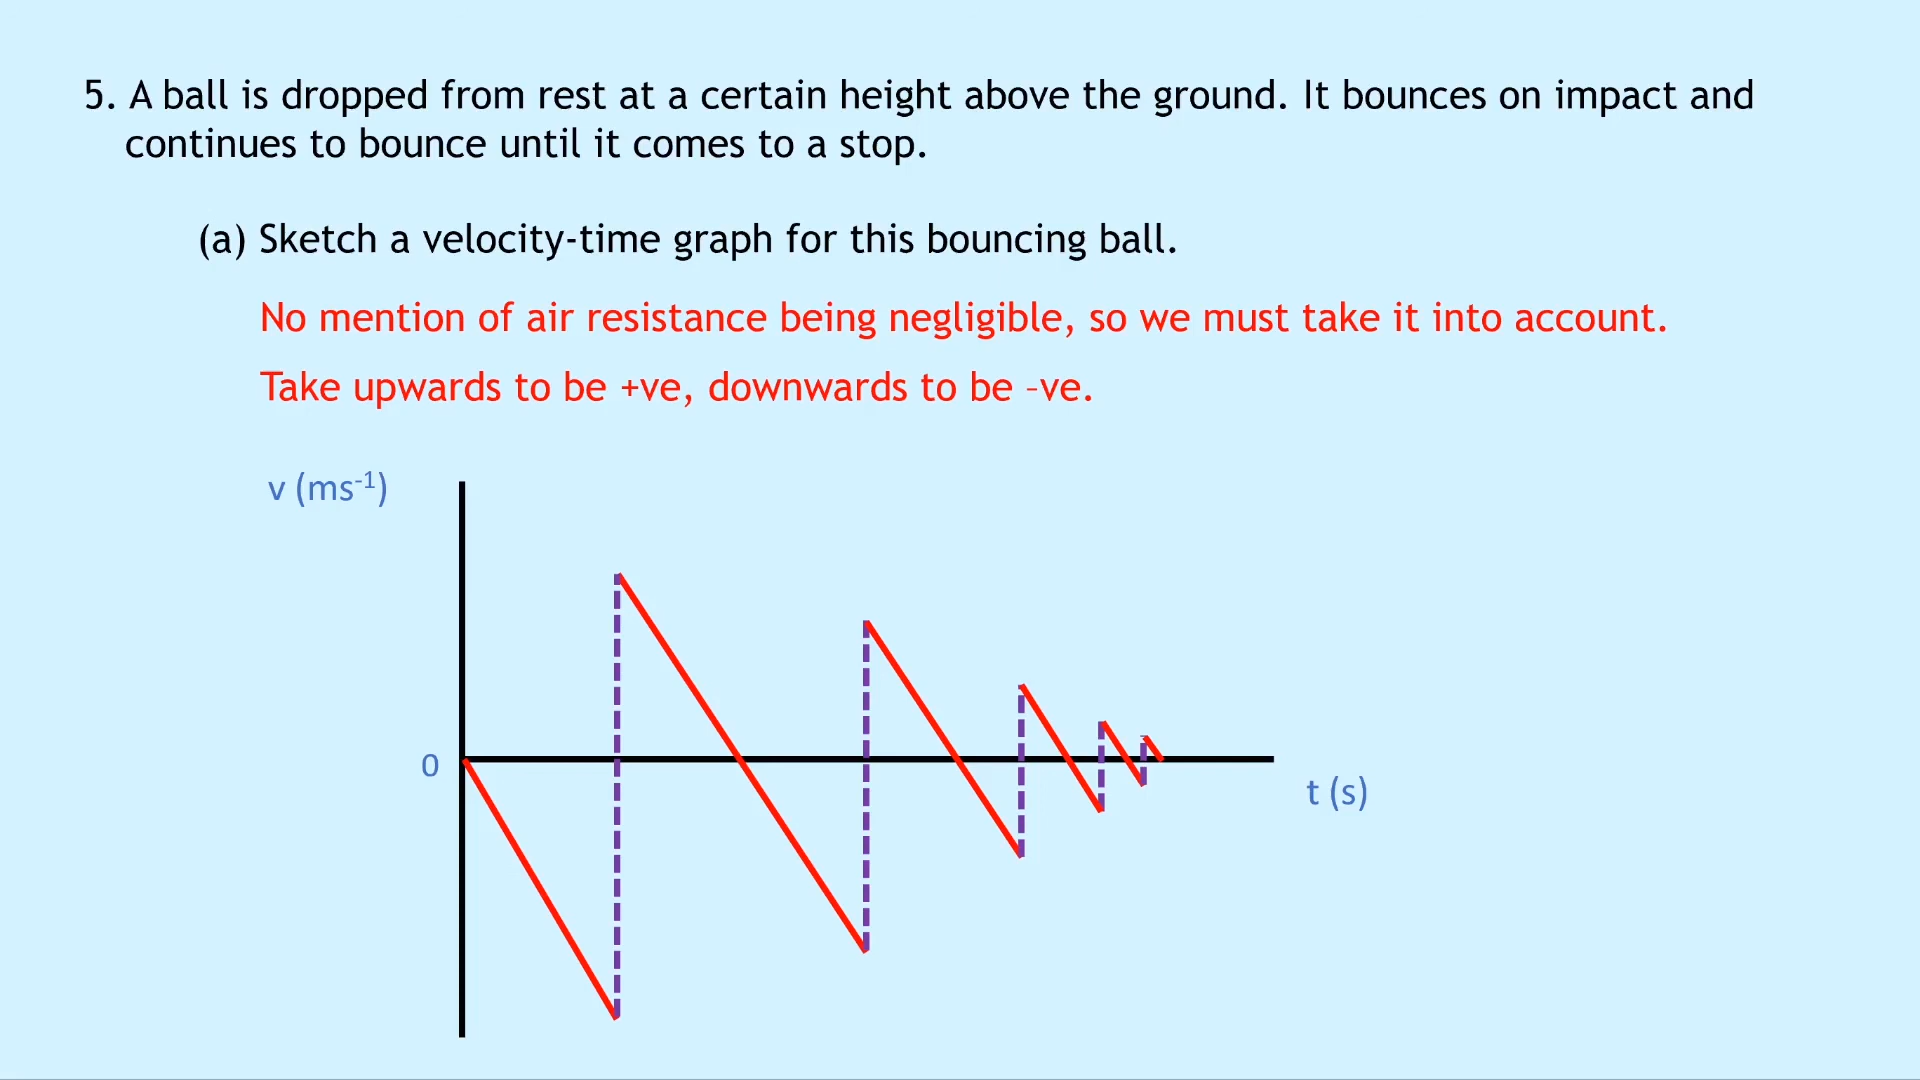 5. A ball is dropped from rest at a certain height above the ground. It bounces on impact and
continues to bounce until it comes to a stop.
(a) Sketch a velocity-time graph for this bouncing ball.
No mention of air resistance being negligible, so we must take it into account.
Take upwards to be +ve, downwards to be –ve.
v (ms⁻¹)
0
t (s)